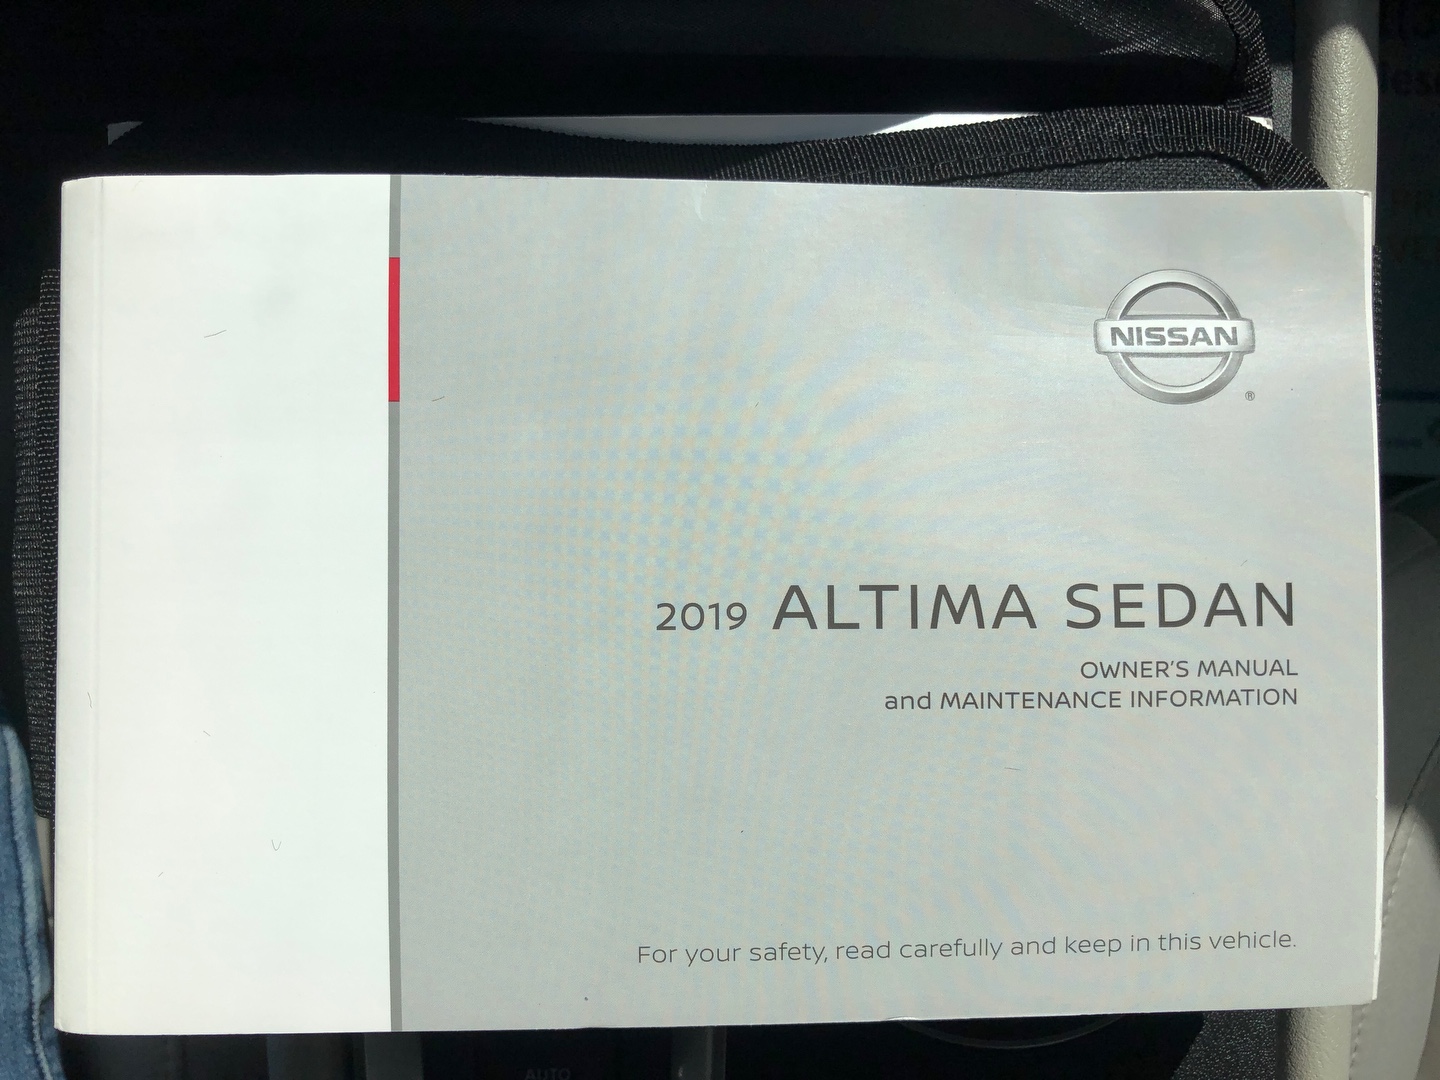 NISSAN
®
2019 ALTIMA SEDAN
OWNER'S MANUAL
and MAINTENANCE INFORMATION
For your safety, read carefully and keep in this vehicle.
AUTO